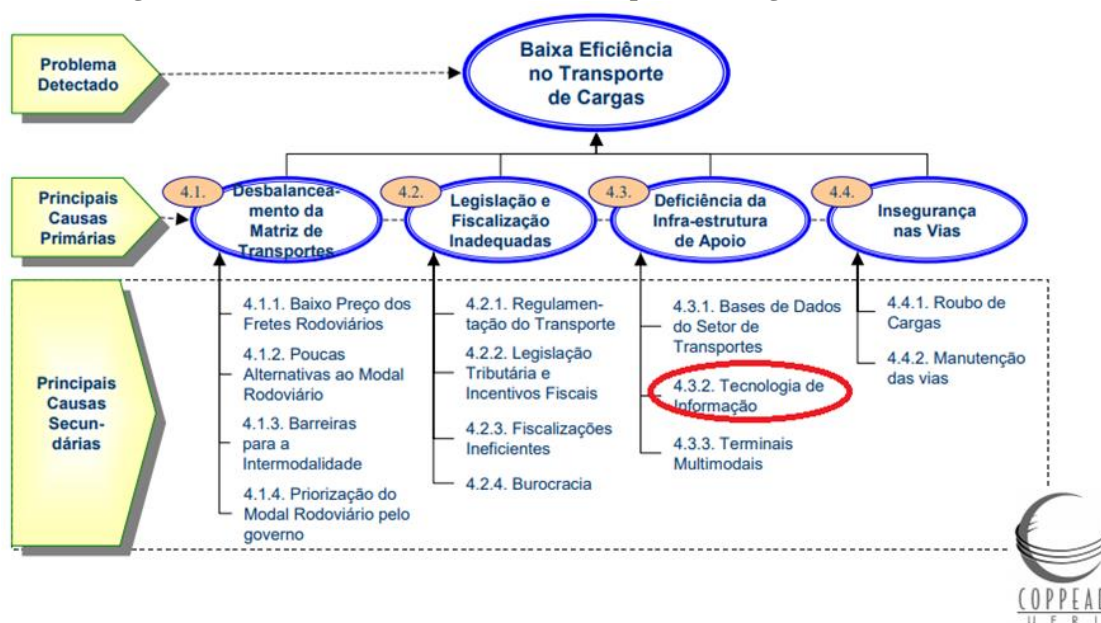 Problema
Detectado
Baixa Eficiência
no Transporte
de Cargas
Principais
Causas
Primárias
4.1.
Desbalancea-
mento da
Matriz de
Transportes
4.2.
Legislação e
Fiscalização
Inadequadas
4.3.
Deficiência da
Infra-estrutura
de Apoio
4.4.
Insegurança
nas Vias
Principais
Causas
Secun-
dárias
4.1.1. Baixo Preço dos
Fretes Rodoviários
4.1.2. Poucas
Alternativas ao Modal
Rodoviário
4.1.3. Barreiras
para a
Intermodalidade
4.1.4. Priorização do
Modal Rodoviário pelo
governo
4.2.1. Regulamen-
tação do Transporte
4.2.2. Legislação
Tributária e
Incentivos Fiscais
4.2.3. Fiscalizações
Ineficientes
4.2.4. Burocracia
4.3.1. Bases de Dados
do Setor de
Transportes
4.3.2. Tecnologia de
Informação
4.3.3. Terminais
Multimodais
4.4.1. Roubo de
Cargas
4.4.2. Manutenção
das vias
COPPEAD